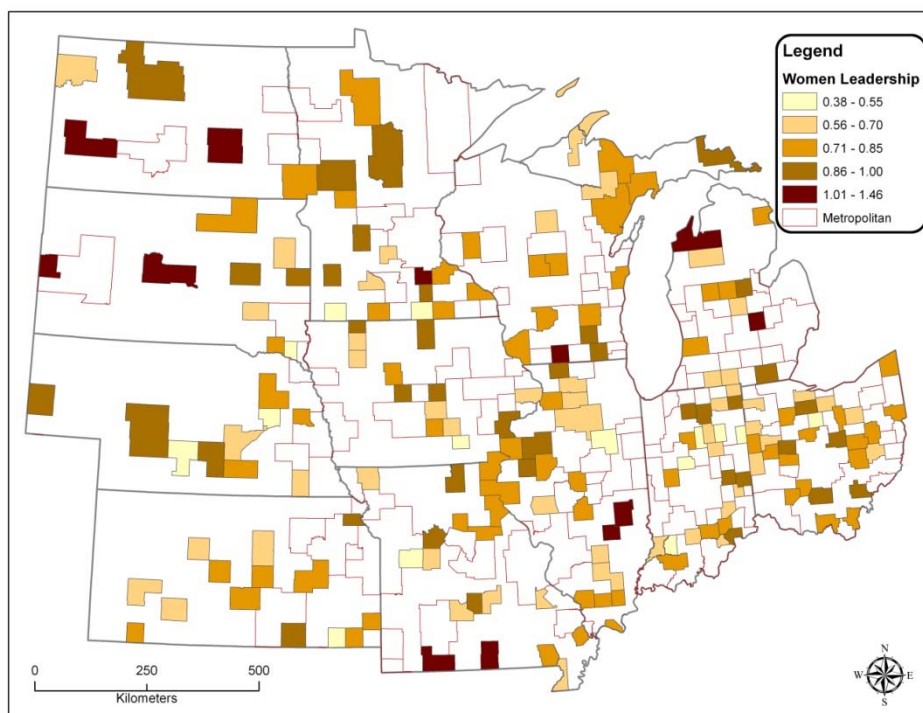 Legend
Women Leadership
0.38 - 0.55
0.56 - 0.70
0.71 - 0.85
0.86 - 1.00
1.01 - 1.46
Metropolitan
0 250 500
Kilometers
N
W E
S